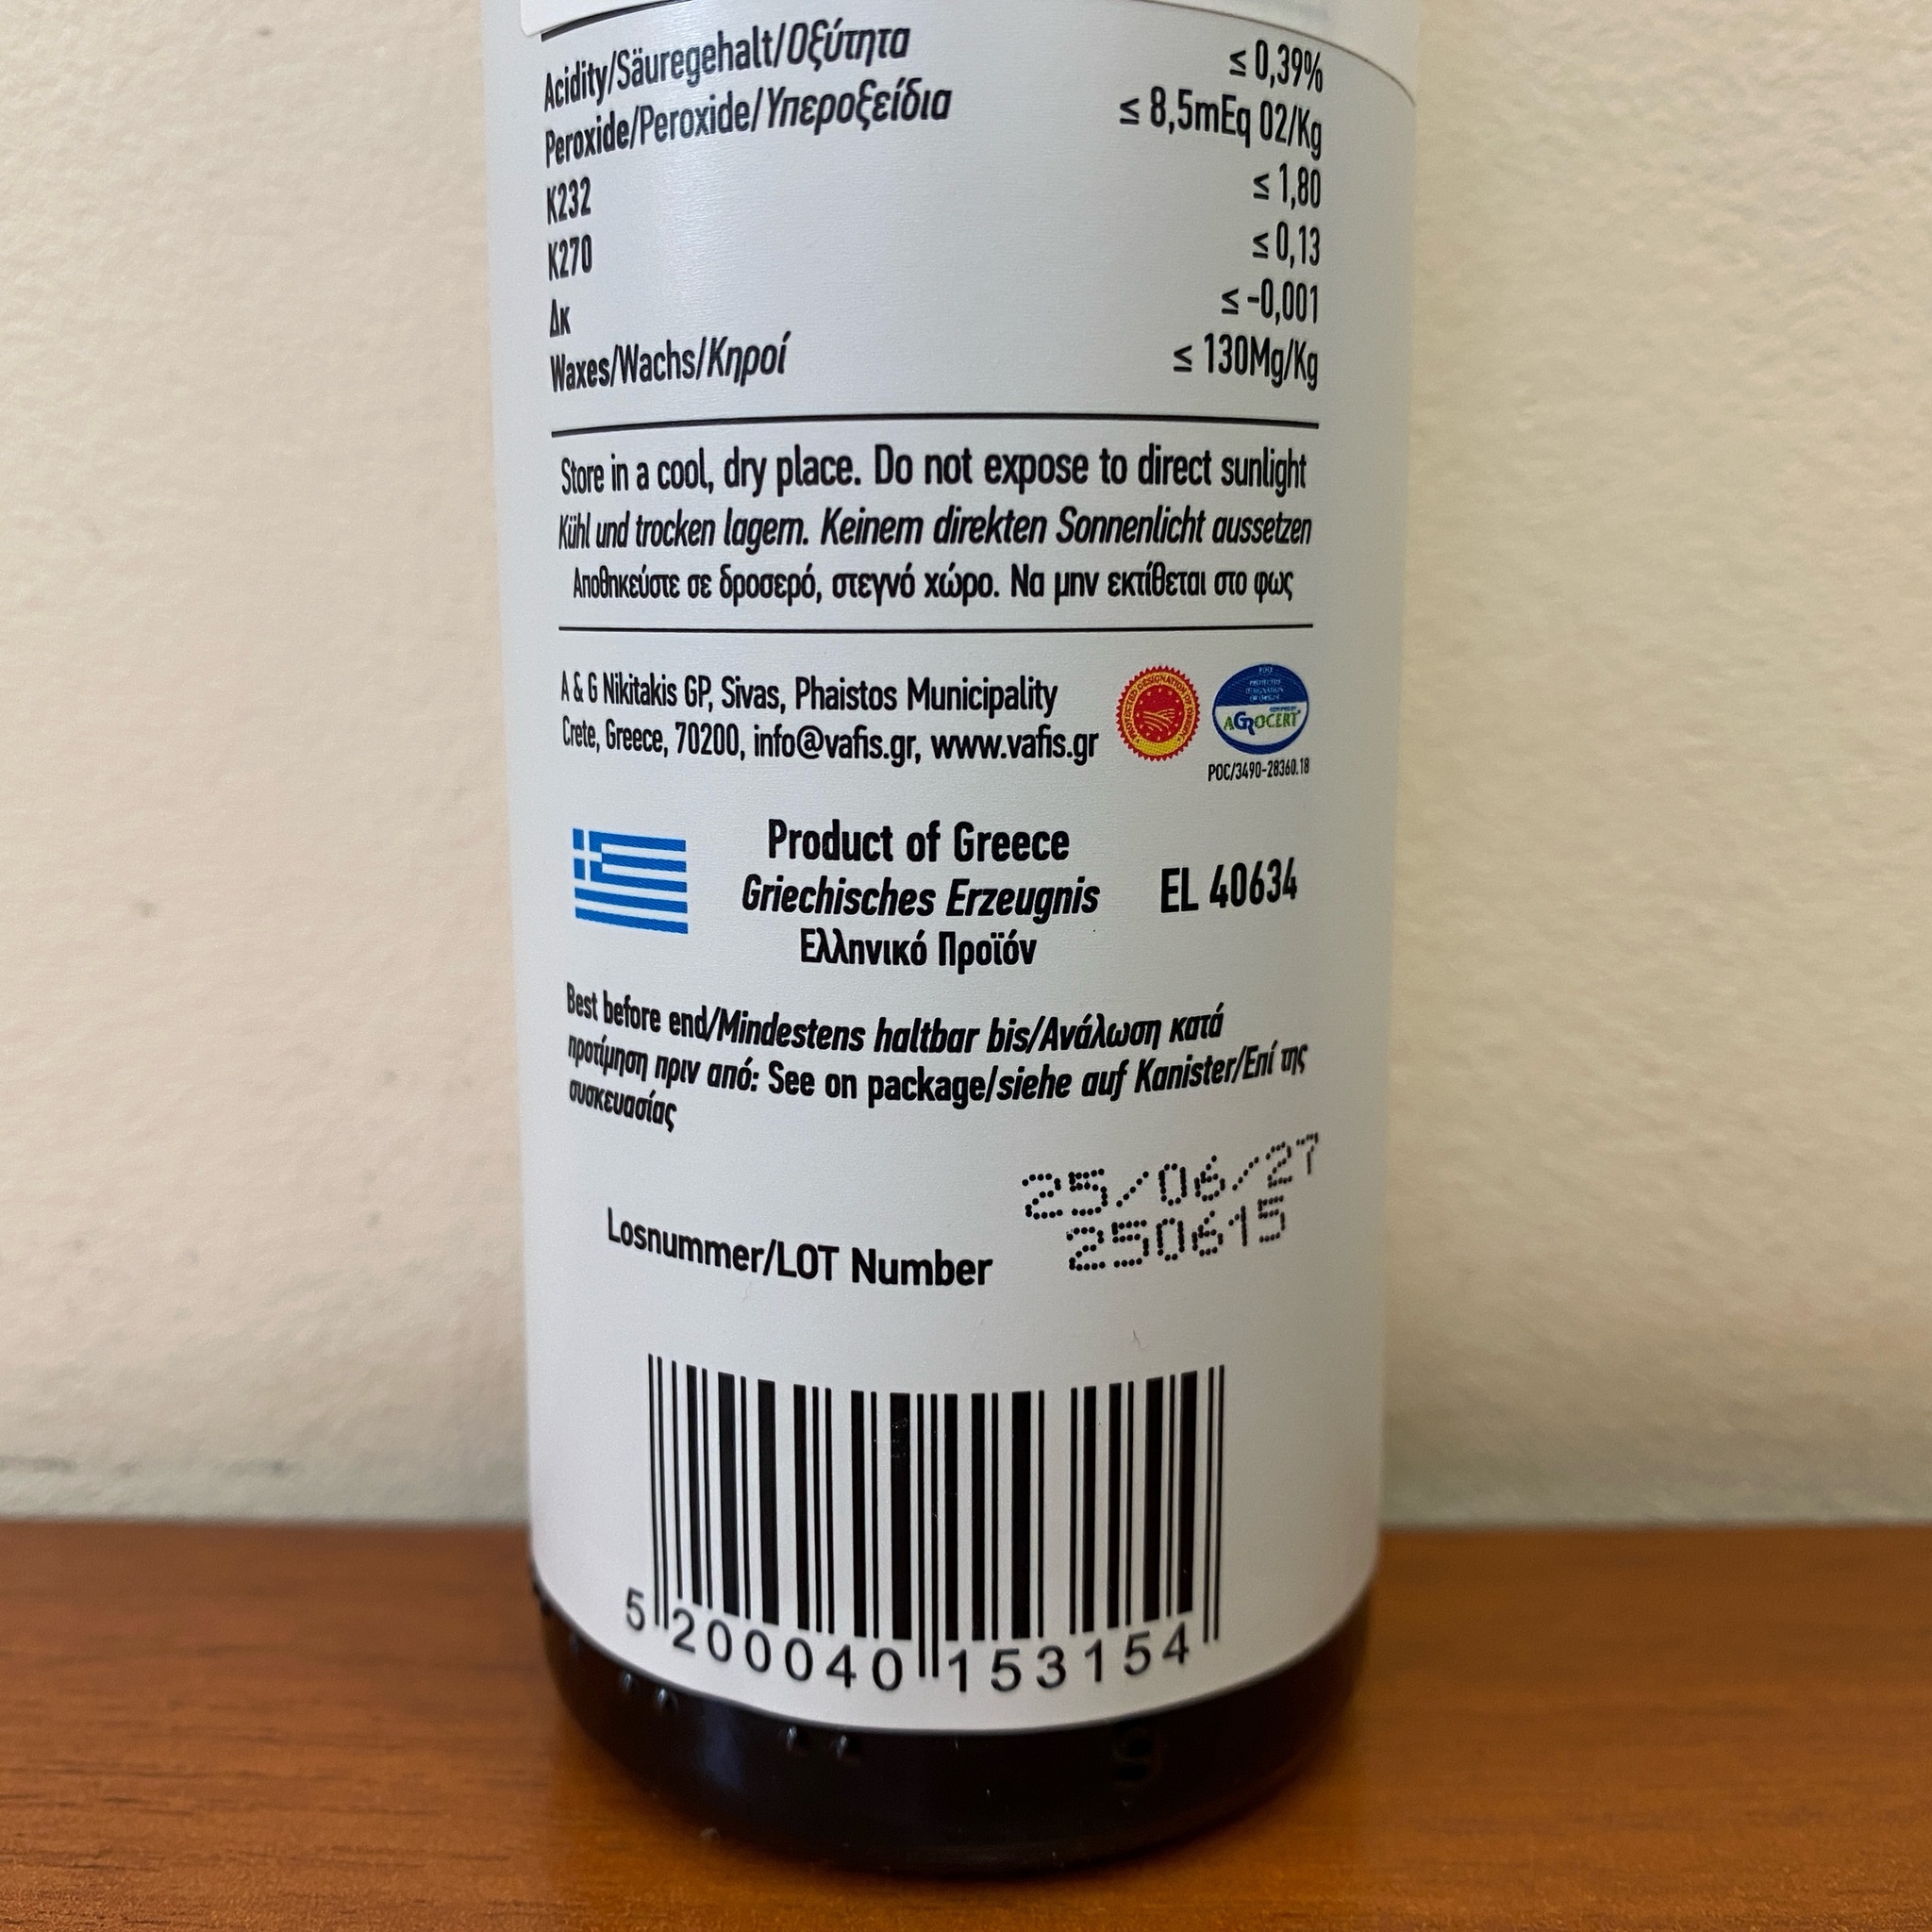 Acidity/Säuregehalt/Οξύτητα ≤ 0,39%
Peroxide/Peroxide/Υπεροξείδια ≤ 8,5mEq O2/Kg
K232 ≤ 1,80
K270 ≤ 0,13
Δκ ≤ -0,001
Waxes/Wachs/Κηροί ≤ 130Mg/Kg
Store in a cool, dry place. Do not expose to direct sunlight
Kühl und trocken lagern. Keinem direkten Sonnenlicht aussetzen
Αποθηκεύστε σε δροσερό, στεγνό χώρο. Να μην εκτίθεται στο φως
A & G Nikitakis GP, Sivas, Phaistos Municipality
Crete, Greece, 70200, info@vafis.gr, www.vafis.gr
PROTECTED DESIGNATION OF ORIGIN
AGROCERT
POC/3490-28360.18
Product of Greece
Griechisches Erzeugnis
EL 40634
Ελληνικό Προϊόν
Best before end/Mindestens haltbar bis/Ανάλωση κατά
προτίμηση πριν από: See on package/siehe auf Kanister/Επί της
συσκευασίας
25/06/27
Losnummer/LOT Number 250615
5 200040 153154